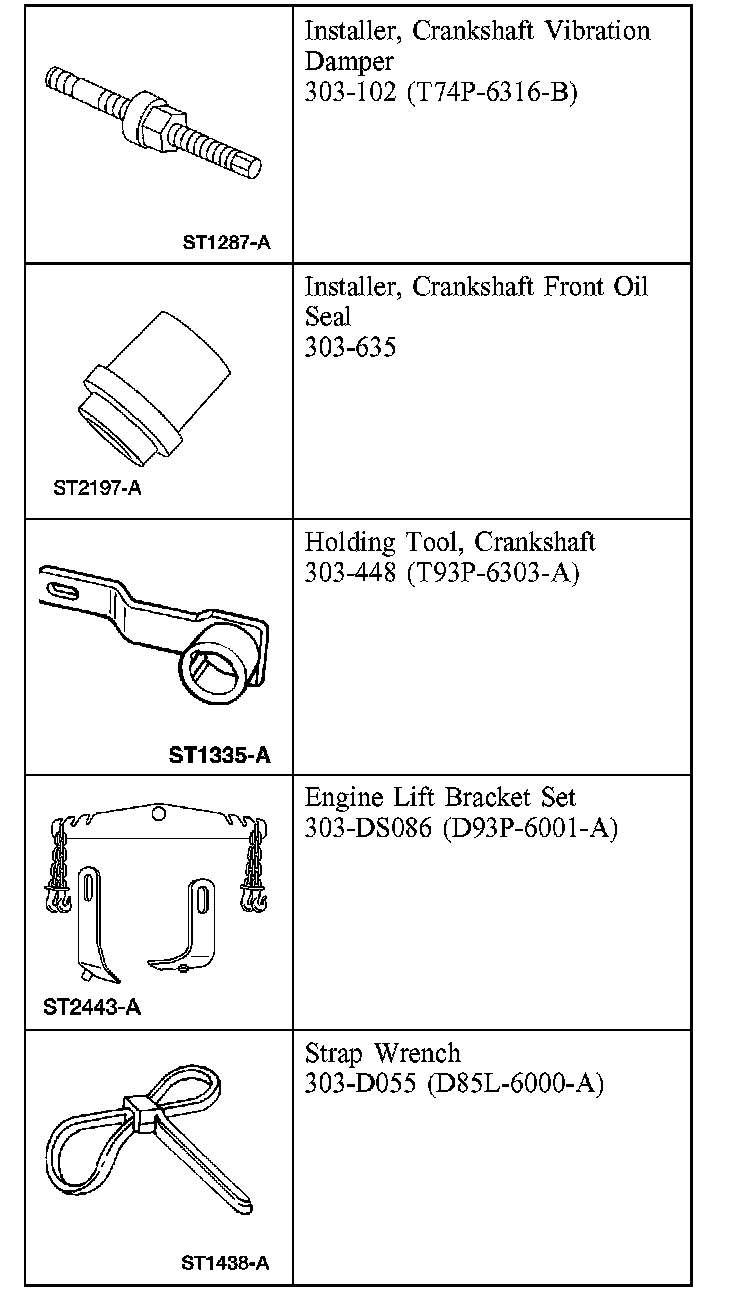 Installer, Crankshaft Vibration
Damper
303-102 (T74P-6316-B)
ST1287-A
Installer, Crankshaft Front Oil
Seal
303-635
ST2197-A
Holding Tool, Crankshaft
303-448 (T93P-6303-A)
ST1335-A
Engine Lift Bracket Set
303-DS086 (D93P-6001-A)
ST2443-A
Strap Wrench
303-D055 (D85L-6000-A)
ST1438-A